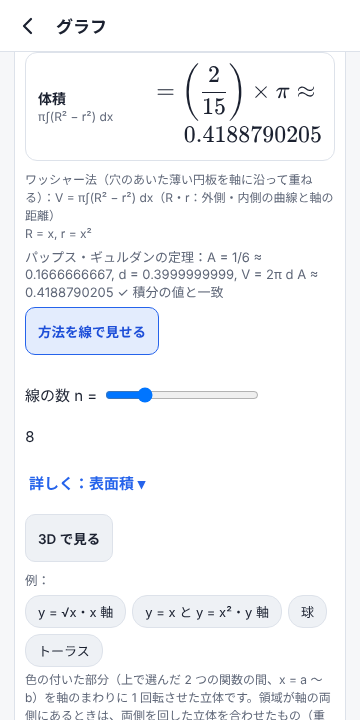 グラフ
体積
π∫(R² − r²) dx
= (2/15) × π ≈
0.4188790205
ワッシャー法（穴のあいた薄い円板を軸に沿って重ね
る）：V = π∫(R² − r²) dx（R・r：外側・内側の曲線と軸の
距離）
R = x, r = x²
パップス・ギュルダンの定理：A = 1/6 ≈
0.1666666667, d = 0.3999999999, V = 2π d A ≈
0.4188790205 ✓ 積分の値と一致
方法を線で見せる
線の数 n =
8
詳しく：表面積 ▾
3D で見る
例：
y = √x・x 軸
y = x と y = x²・y 軸
球
トーラス
色の付いた部分（上で選んだ 2 つの関数の間、x = a ～
b）を軸のまわりに 1 回転させた立体です。領域が軸の両
側にあるときは、両側を回した立体を合わせたもの（重